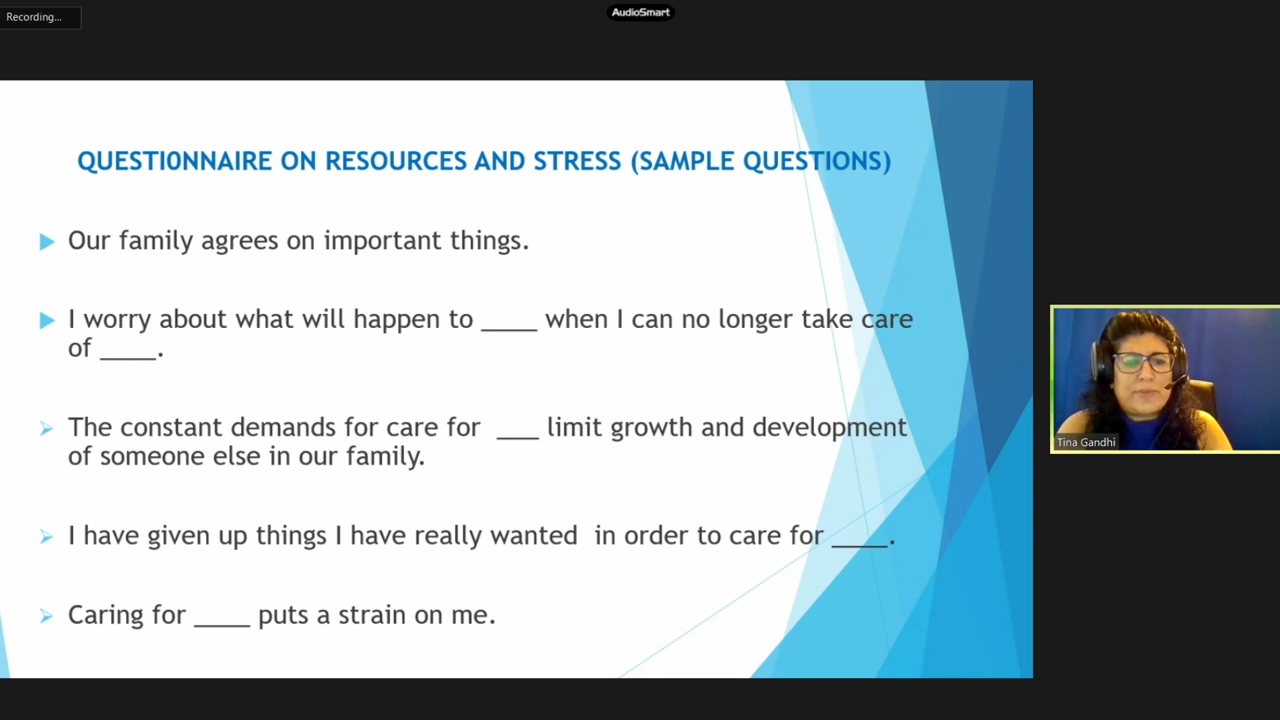 Recording...
AudioSmart
QUESTI0NNAIRE ON RESOURCES AND STRESS (SAMPLE QUESTIONS)
Our family agrees on important things.
I worry about what will happen to ____ when I can no longer take care
of ____.
The constant demands for care for ___ limit growth and development
of someone else in our family.
I have given up things I have really wanted in order to care for ____.
Caring for ____ puts a strain on me.
Tina Gandhi